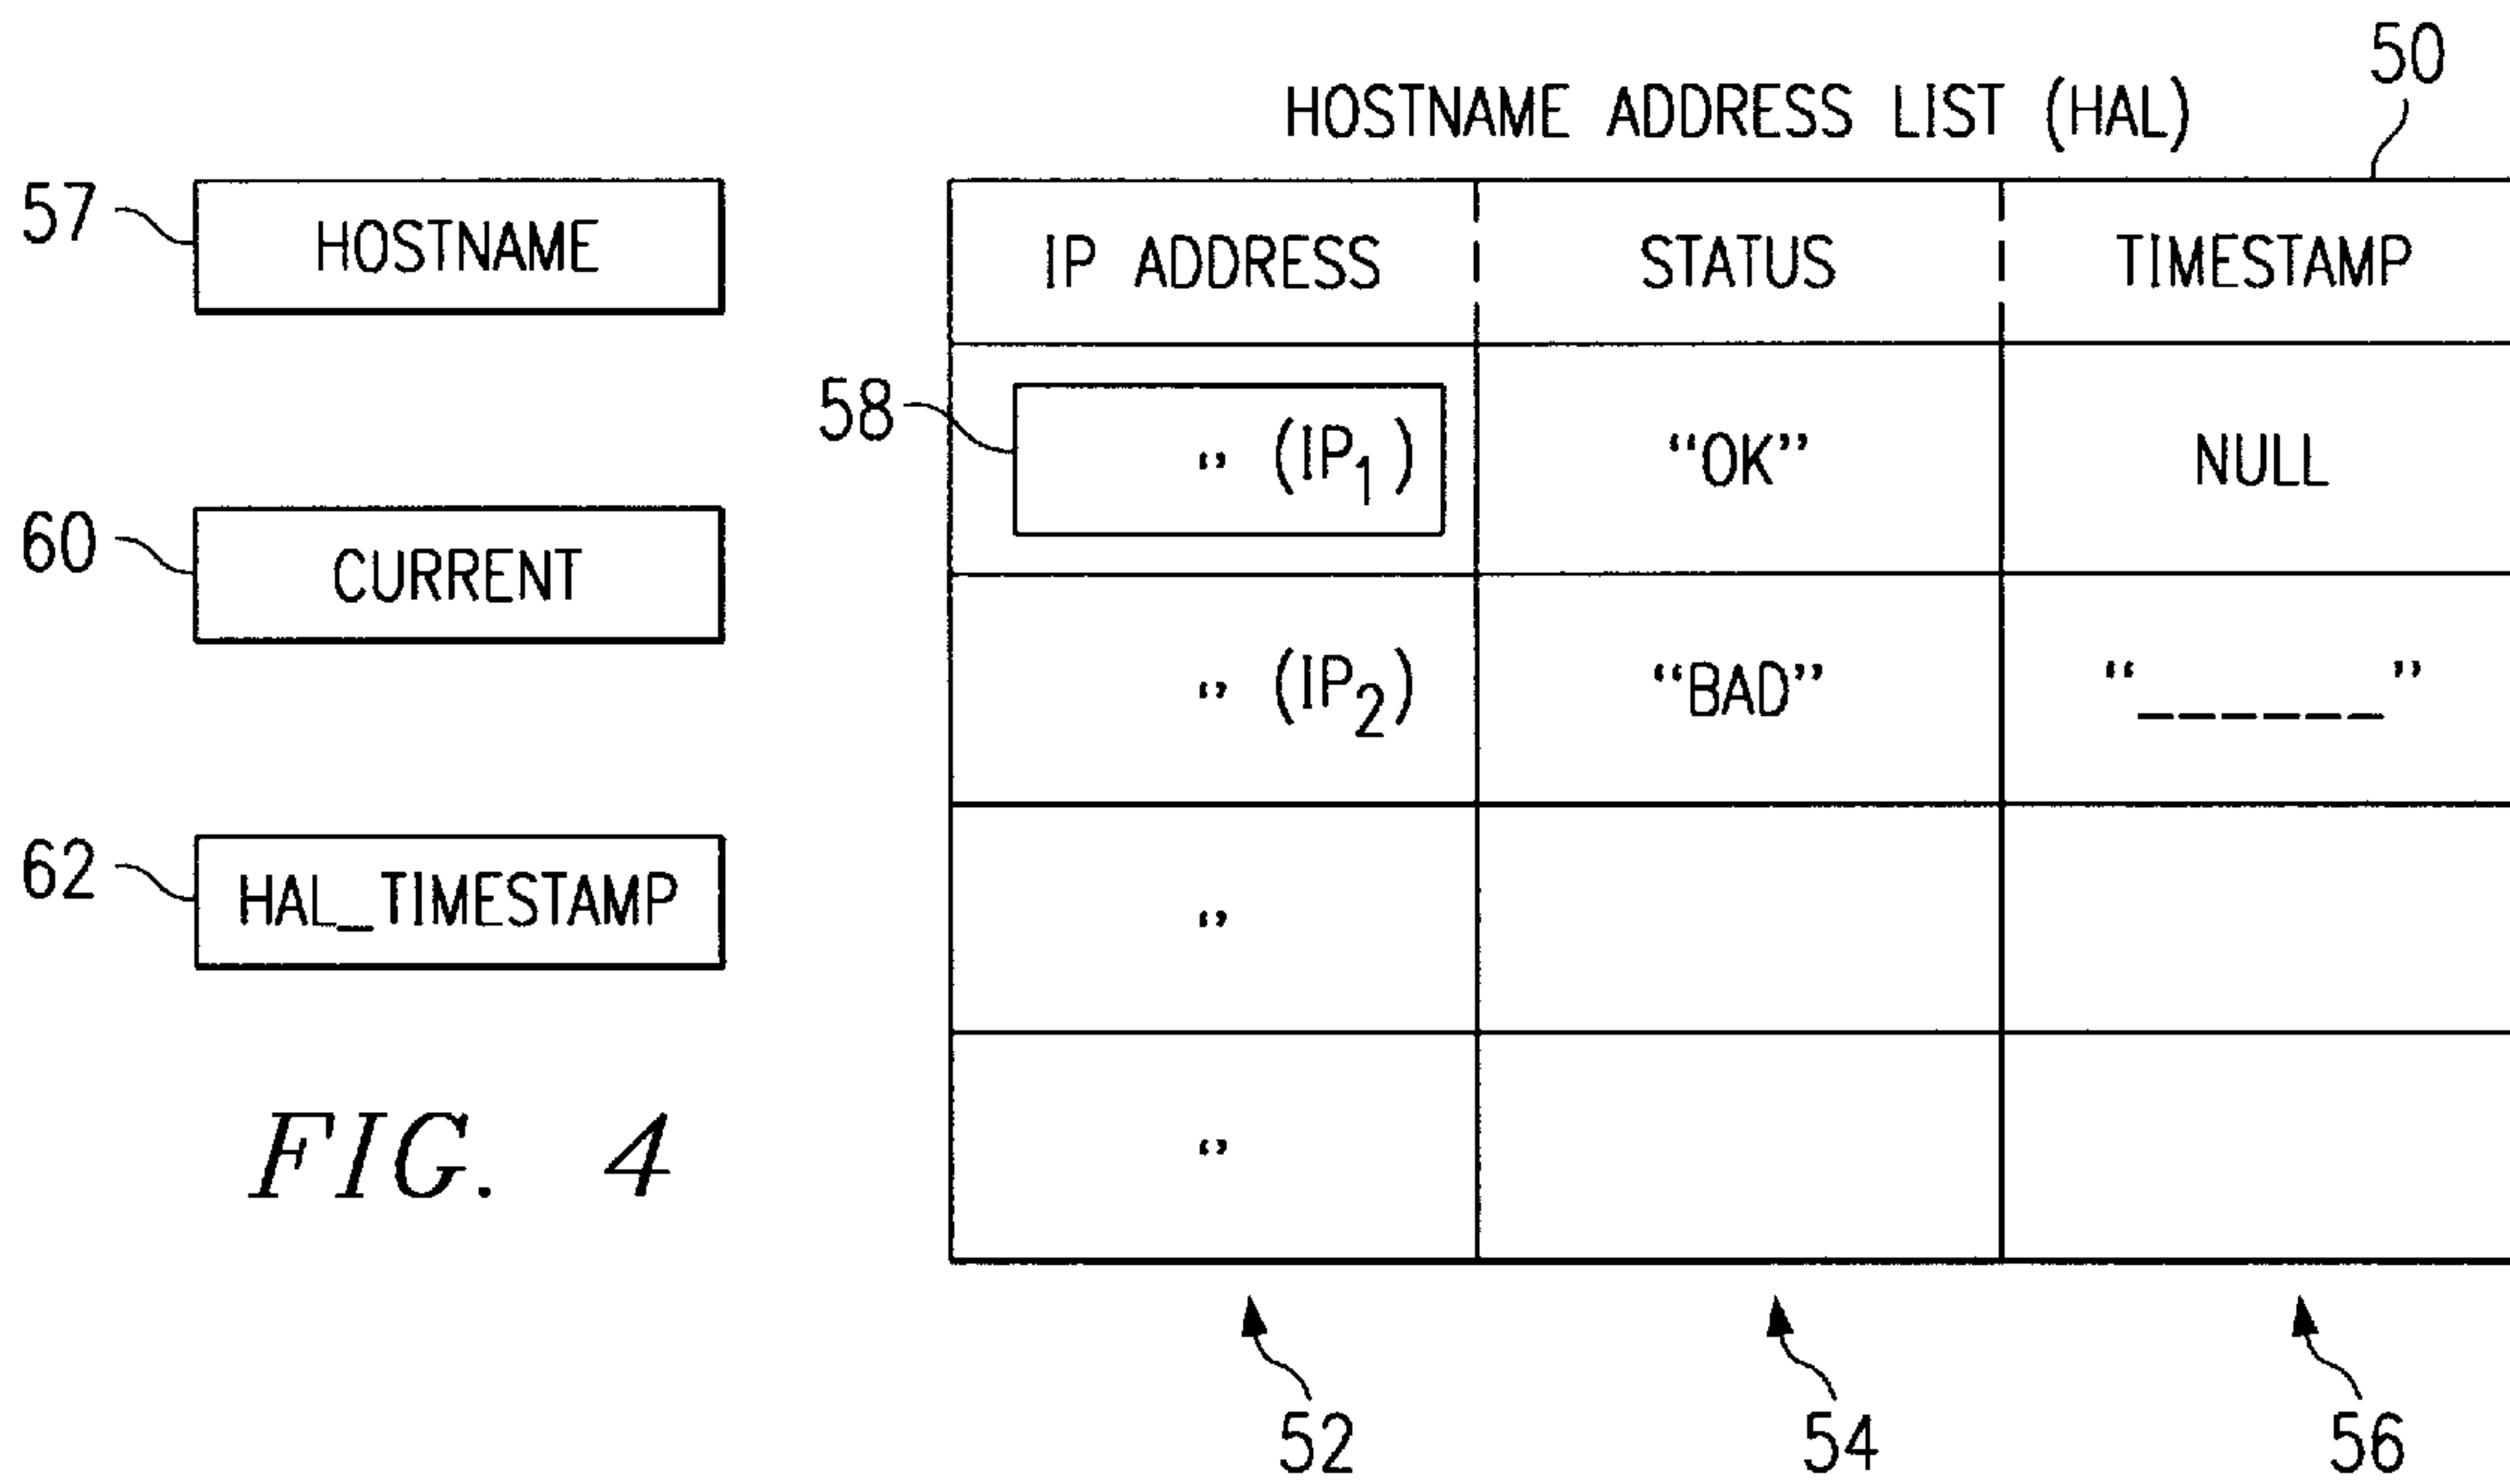 50
HOSTNAME ADDRESS LIST (HAL)
57 HOSTNAME
IP ADDRESS STATUS TIMESTAMP
58 “” (IP1) “OK” NULL
60 CURRENT
“” (IP2) “BAD” “______”
62 HAL_TIMESTAMP
“”
“”
FIG. 4
52 54 56